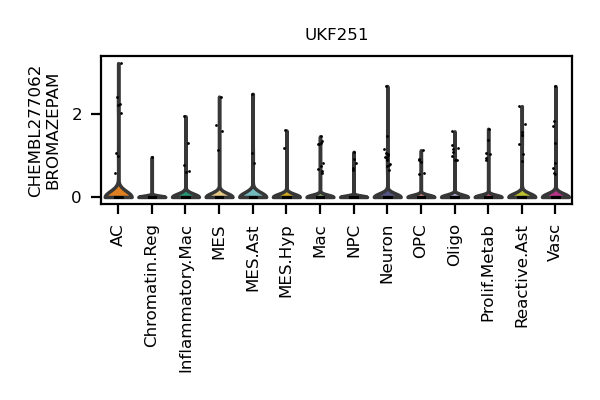 UKF251
CHEMBL277062
BROMAZEPAM
2
0
AC
Chromatin.Reg
Inflammatory.Mac
MES
MES.Ast
MES.Hyp
Mac
NPC
Neuron
OPC
Oligo
Prolif.Metab
Reactive.Ast
Vasc